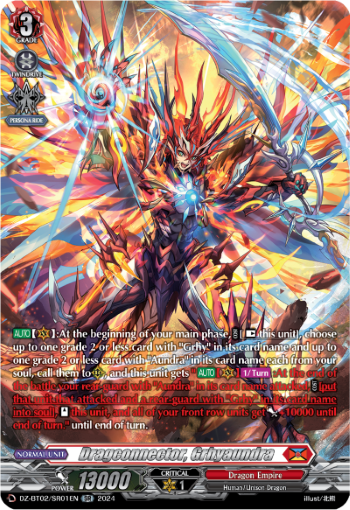 3
GRADE
TWINDRIVE
PERSONA RIDE
AUTO【 】:At the beginning of your main phase, this unit, choose
up to one grade 2 or less card with "Grhy" in its card name and up to
one grade 2 or less card with "Aundra" in its card name each from your
soul, call them to , and this unit gets "AUTO【 】1/Turn :At the end of
the battle your rear-guard with "Aundra" in its card name attacked, put
that unit that attacked and a rear-guard with "Grhy" in its card name
into soul, this unit, and all of your front row units get +10000 until
end of turn." until end of turn.
NORMAL UNIT
Dragconnector, Grhyaundra
POWER 13000
CRITICAL
1
Dragon Empire
Human/Unison Dragon
DZ-BT02/SR01EN SR 2024
illust/北熊